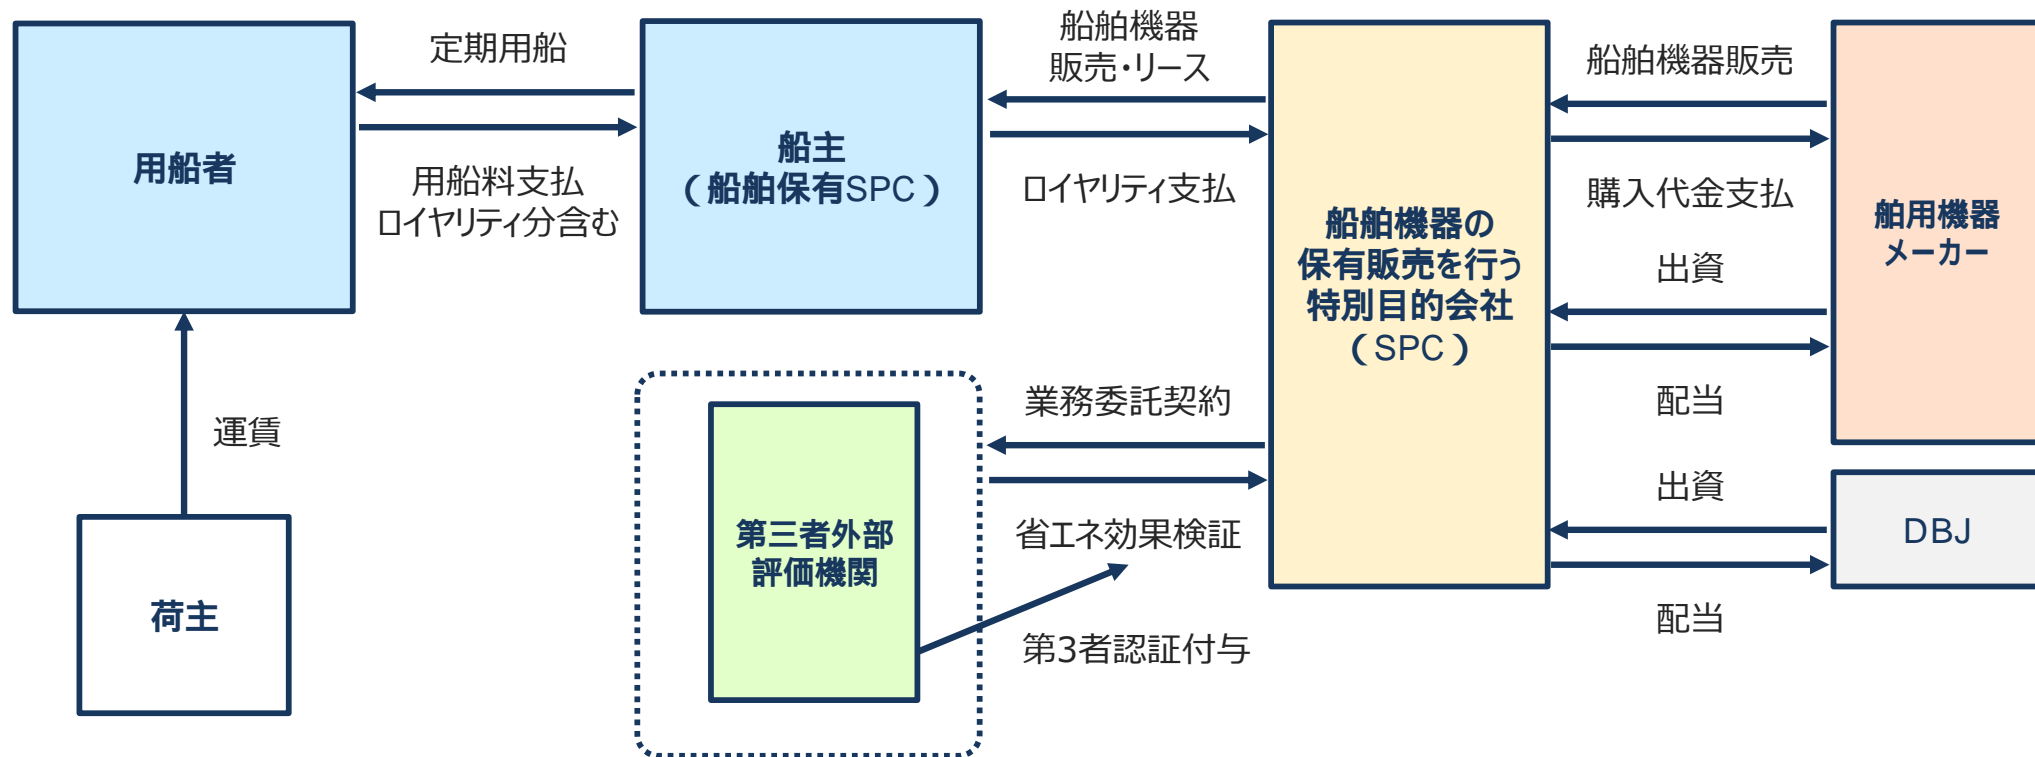 用船者
定期用船
用船料支払
ロイヤリティ分含む
船主
（船舶保有SPC）
船舶機器
販売・リース
ロイヤリティ支払
船舶機器の
保有販売を行う
特別目的会社
（SPC）
船舶機器販売
購入代金支払
出資
配当
舶用機器
メーカー
運賃
荷主
第三者外部
評価機関
業務委託契約
省エネ効果検証
第3者認証付与
出資
配当
DBJ